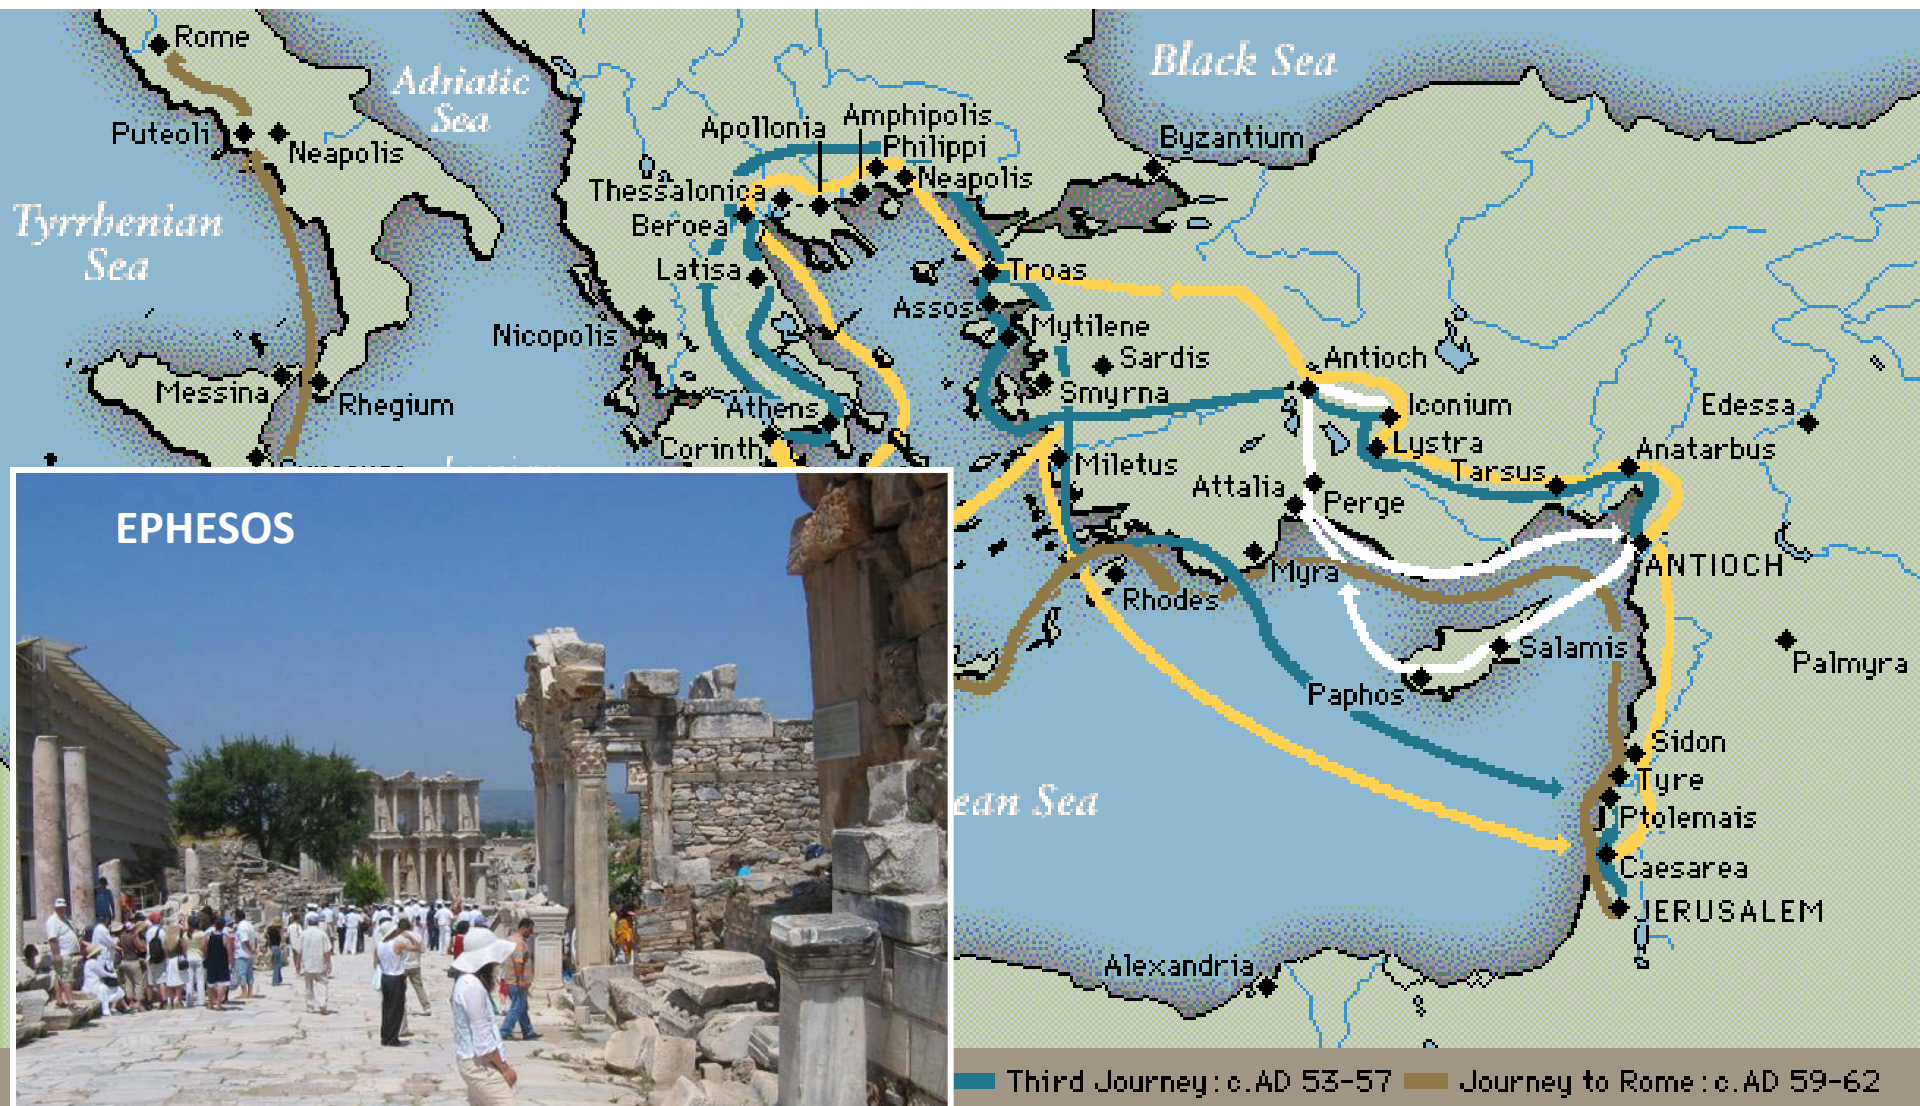 Rome
Adriatic
Sea
Black Sea
Puteoli
Neapolis
Apollonia
Amphipolis
Philippi
Neapolis
Byzantium
Thessalonica
Beroea
Tyrrhenian
Sea
Latisa
Troas
Assos
Nicopolis
Mytilene
Sardis
Antioch
Messina
Rhegium
Smyrna
Athens
Iconium
Edessa
Corinth
Lystra
Anatarbus
Miletus
Tarsus
Attalia
Perge
EPHESOS
Myra
ANTIOCH
Rhodes
Salamis
Palmyra
Paphos
Sidon
Tyre
ean Sea
Ptolemais
Caesarea
JERUSALEM
Alexandria
Third Journey: c.AD 53-57
Journey to Rome: c.AD 59-62